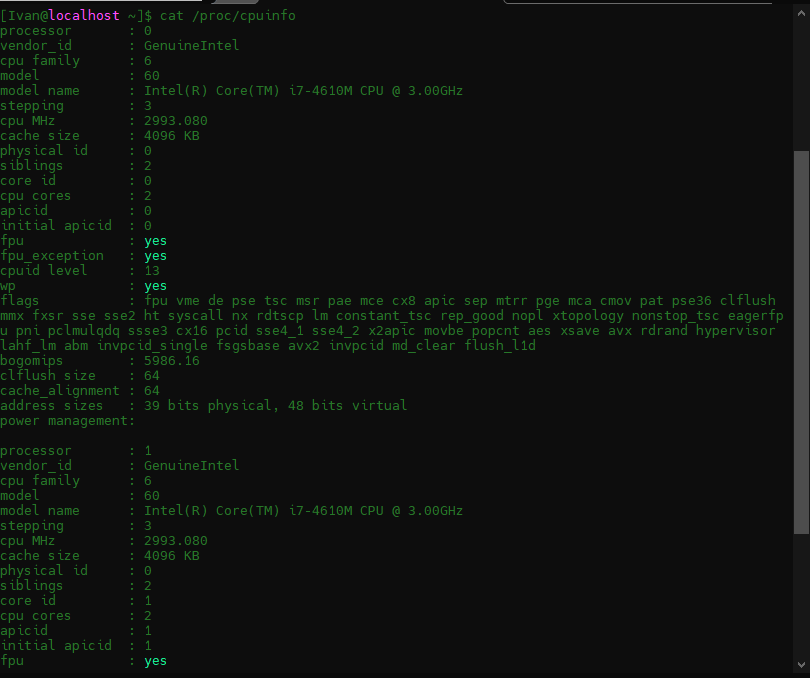 [Ivan@localhost ~]$ cat /proc/cpuinfo
processor : 0
vendor_id : GenuineIntel
cpu family : 6
model : 60
model name : Intel(R) Core(TM) i7-4610M CPU @ 3.00GHz
stepping : 3
cpu MHz : 2993.080
cache size : 4096 KB
physical id : 0
siblings : 2
core id : 0
cpu cores : 2
apicid : 0
initial apicid : 0
fpu : yes
fpu_exception : yes
cpuid level : 13
wp : yes
flags : fpu vme de pse tsc msr pae mce cx8 apic sep mtrr pge mca cmov pat pse36 clflush
mmx fxsr sse sse2 ht syscall nx rdtscp lm constant_tsc rep_good nopl xtopology nonstop_tsc eagerfp
u pni pclmulqdq ssse3 cx16 pcid sse4_1 sse4_2 x2apic movbe popcnt aes xsave avx rdrand hypervisor
lahf_lm abm invpcid_single fsgsbase avx2 invpcid md_clear flush_l1d
bogomips : 5986.16
clflush size : 64
cache_alignment : 64
address sizes : 39 bits physical, 48 bits virtual
power management:

processor : 1
vendor_id : GenuineIntel
cpu family : 6
model : 60
model name : Intel(R) Core(TM) i7-4610M CPU @ 3.00GHz
stepping : 3
cpu MHz : 2993.080
cache size : 4096 KB
physical id : 0
siblings : 2
core id : 1
cpu cores : 2
apicid : 1
initial apicid : 1
fpu : yes